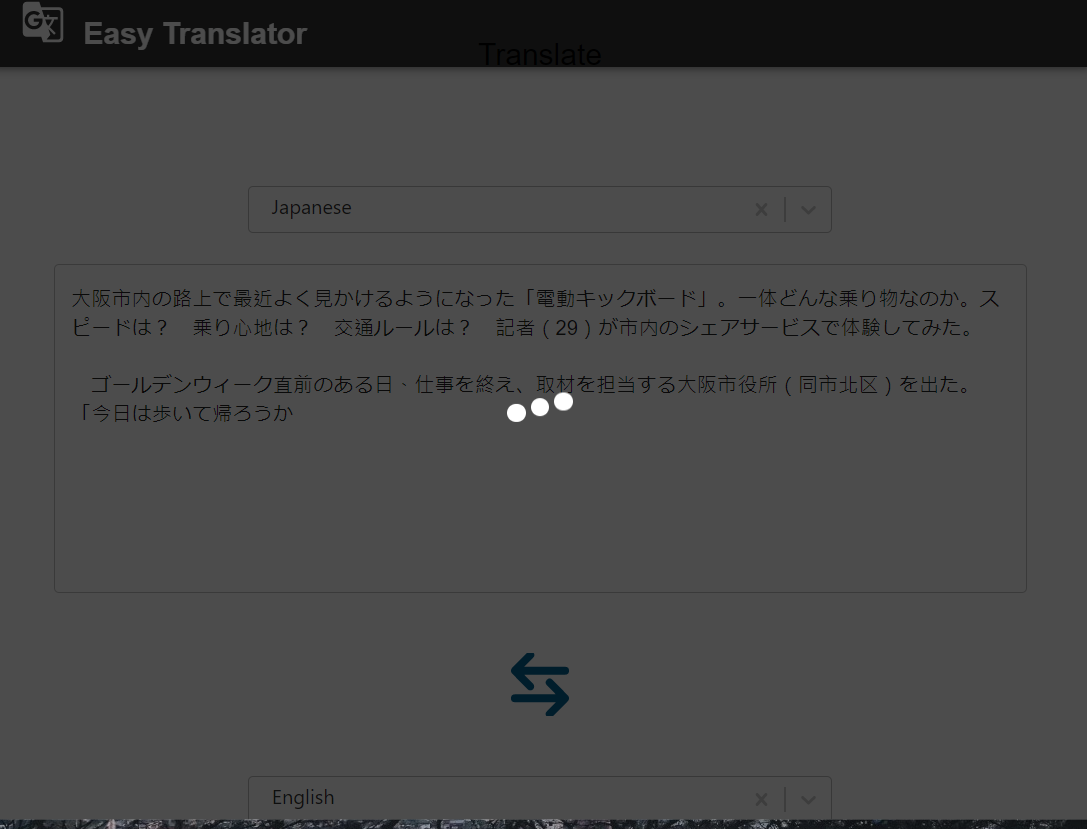 Easy Translator
Translate
Japanese
大阪市内の路上で最近よく見かけるようになった「電動キックボード」。一体どんな乗り物なのか。ス
ピードは？　乗り心地は？　交通ルールは？　記者（29）が市内のシェアサービスで体験してみた。
　ゴールデンウィーク直前のある日、仕事を終え、取材を担当する大阪市役所（同市北区）を出た。
「今日は歩いて帰ろうか
English